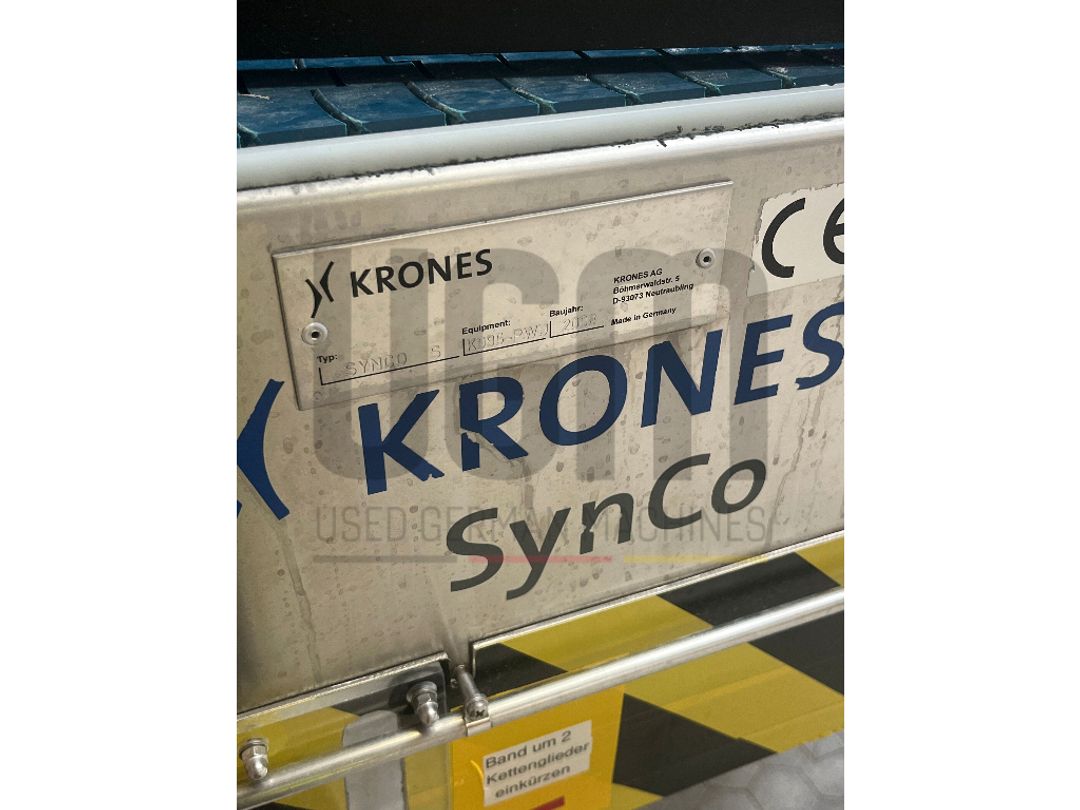 KRONES
KRONES AG
Böhmerwaldstr. 5
D-93073 Neutraubling
Made in Germany
Typ: SYNCO S
Equipment:
Baujahr:
CE
KRONES
SynCo
UGM
USED GERMAN MACHINES
Band um 2
Kettenglieder
einkürzen